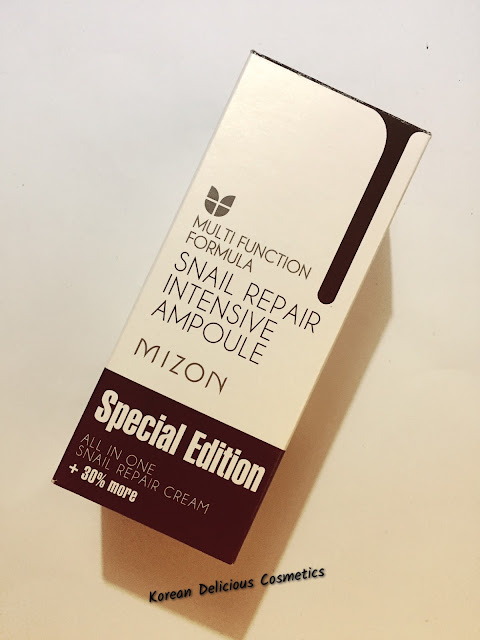 MULTI FUNCTION
FORMULA
SNAIL REPAIR
INTENSIVE
AMPOULE
MIZON
Special Edition
ALL IN ONE
SNAIL REPAIR CREAM
+ 30% more
Korean Delicious Cosmetics